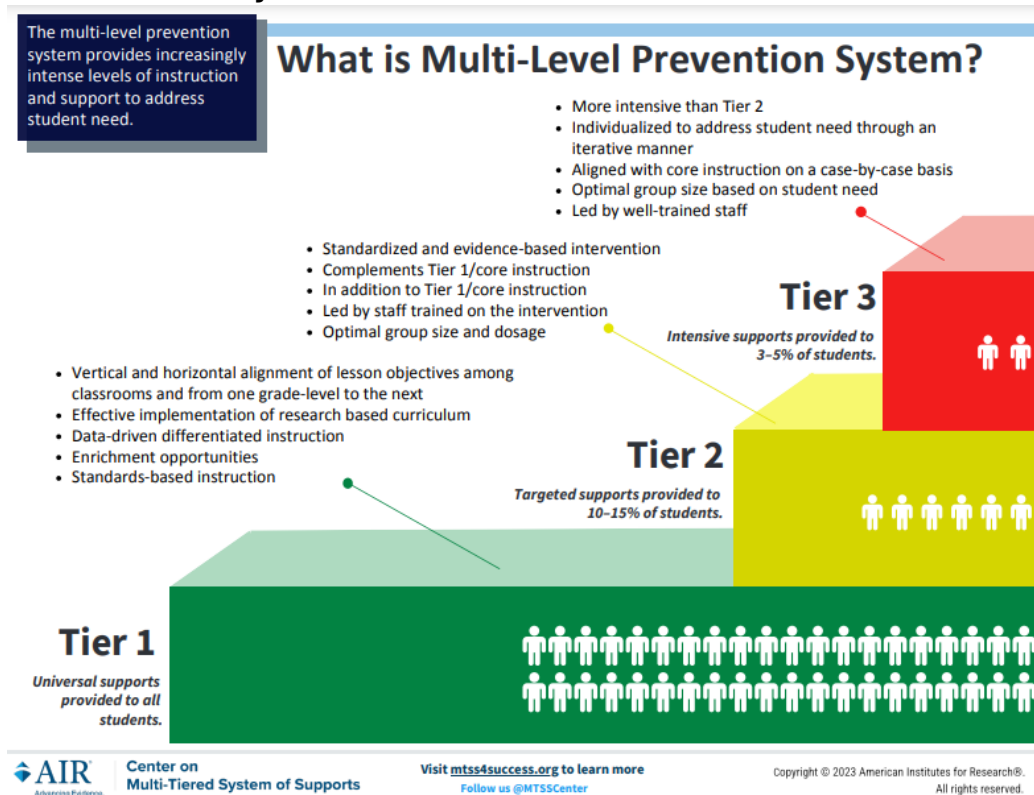 The multi-level prevention
system provides increasingly
intense levels of instruction
and support to address
student need.
What is Multi-Level Prevention System?
• More intensive than Tier 2
• Individualized to address student need through an
iterative manner
• Aligned with core instruction on a case-by-case basis
• Optimal group size based on student need
• Led by well-trained staff
• Standardized and evidence-based intervention
• Complements Tier 1/core instruction
• In addition to Tier 1/core instruction
• Led by staff trained on the intervention
• Optimal group size and dosage
Tier 3
Intensive supports provided to
3–5% of students.
• Vertical and horizontal alignment of lesson objectives among
classrooms and from one grade-level to the next
• Effective implementation of research based curriculum
• Data-driven differentiated instruction
• Enrichment opportunities
• Standards-based instruction
Tier 2
Targeted supports provided to
10–15% of students.
Tier 1
Universal supports
provided to all
students.
AIR®
Advancing Evidence.
Center on
Multi-Tiered System of Supports
Visit mtss4success.org to learn more
Follow us @MTSSCenter
Copyright © 2023 American Institutes for Research®.
All rights reserved.